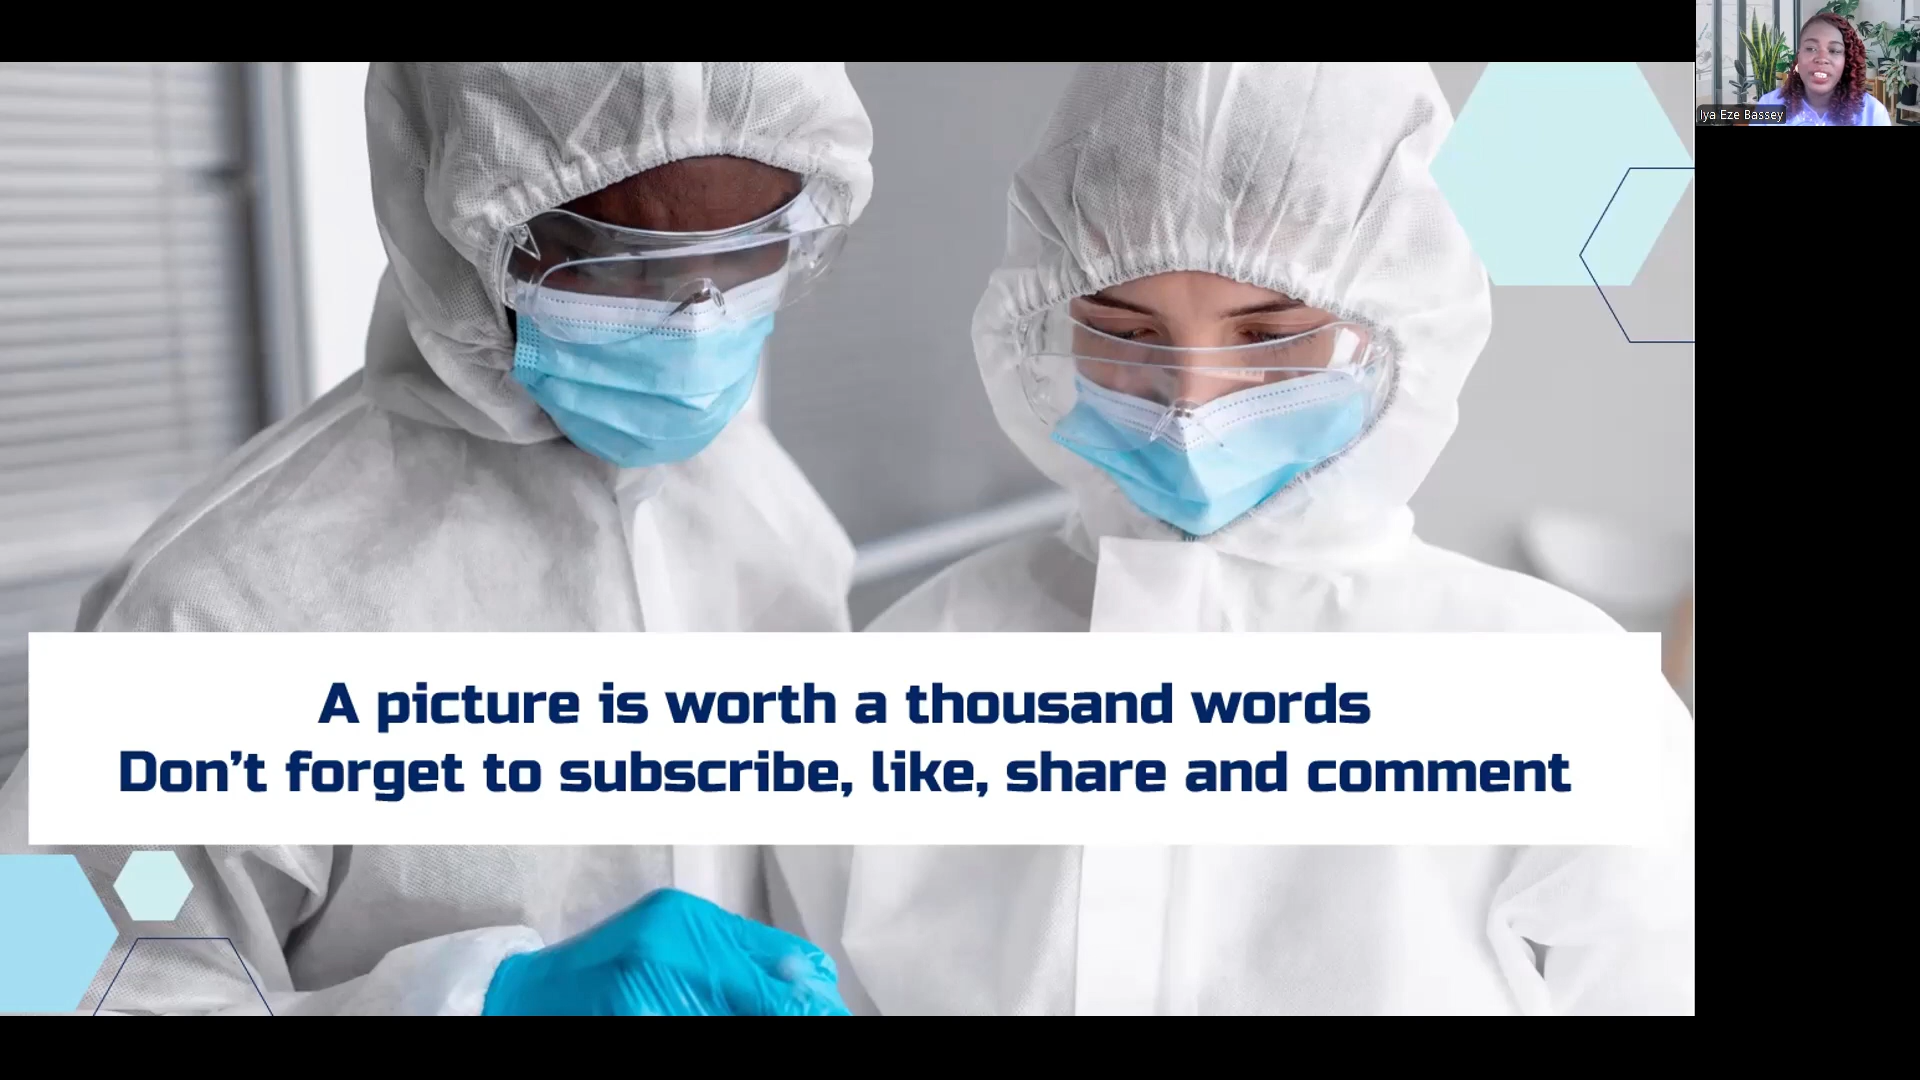 Iya Eze Bassey
A picture is worth a thousand words
Don't forget to subscribe, like, share and comment